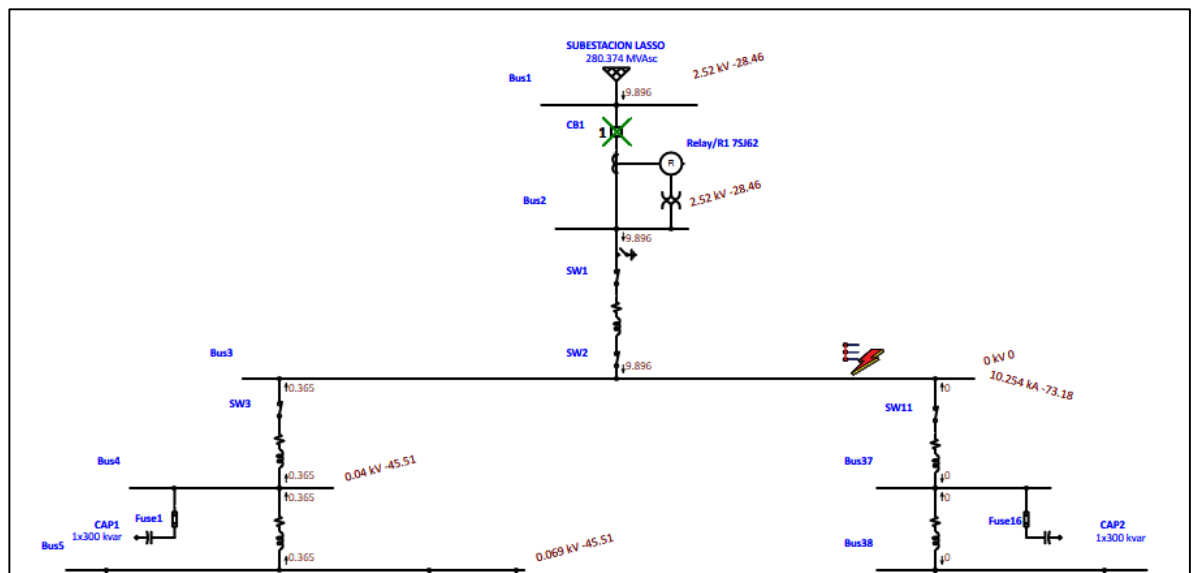 SUBESTACION LASSO
280.374 MVAsc
2.52 kV -28.46
Bus1
9.896
CB1
1
Relay/R1 7SJ62
R
2.52 kV -28.46
Bus2
9.896
SW1
SW2
9.896
Bus3
0 kV 0
10.254 kA -73.18
0.365
0
SW3
SW11
Bus4
0.365
0.04 kV -45.51
Bus37
0
0.365
0
Fuse1
CAP1
1x300 kvar
Fuse16
CAP2
1x300 kvar
Bus5
0.365
0.069 kV -45.51
Bus38
0